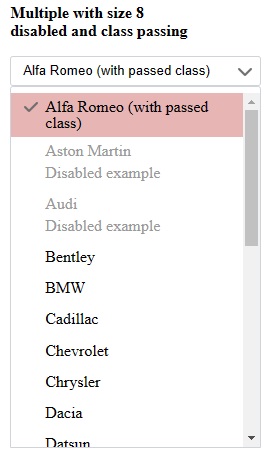 Multiple with size 8
disabled and class passing
Alfa Romeo (with passed class)
Alfa Romeo (with passed
class)
Aston Martin
Disabled example
Audi
Disabled example
Bentley
BMW
Cadillac
Chevrolet
Chrysler
Dacia
Datsun